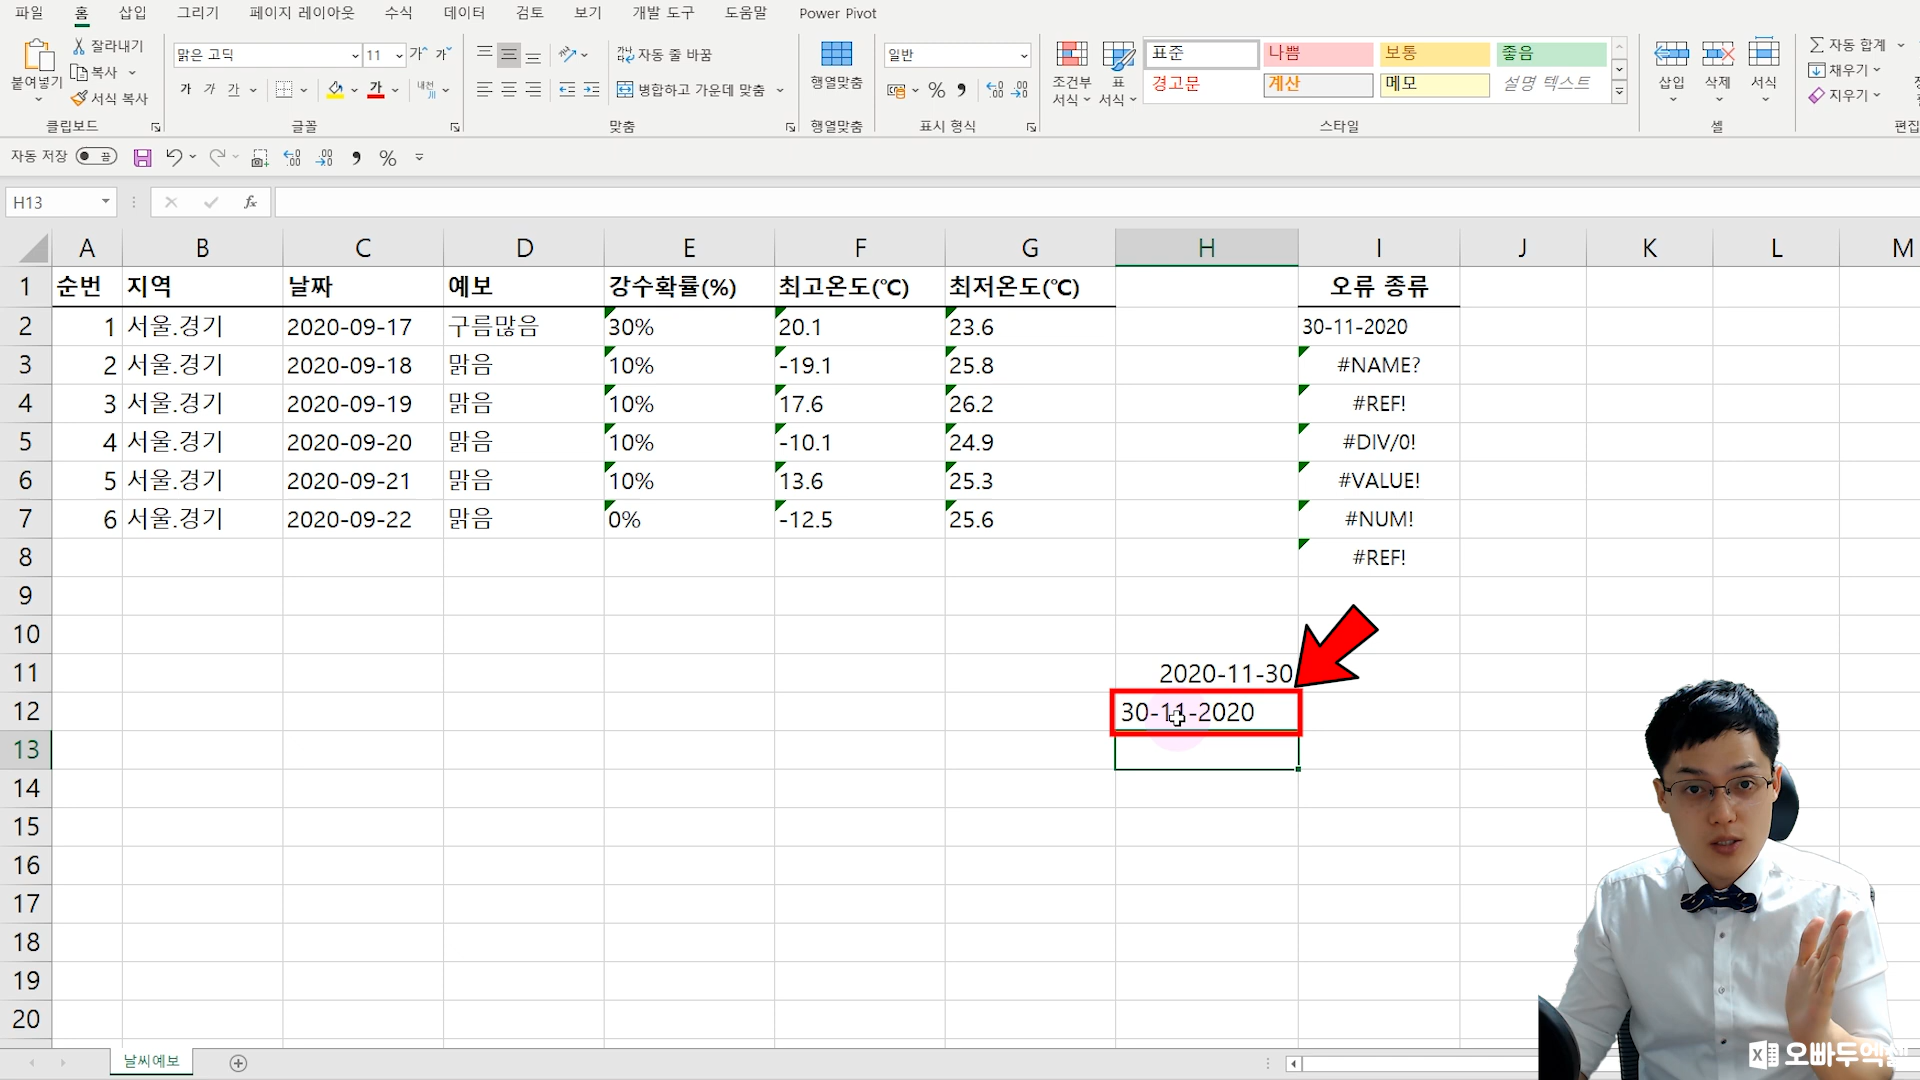 파일 홈 삽입 그리기 페이지 레이아웃 수식 데이터 검토 보기 개발 도구 도움말 Power Pivot
붙여넣기 잘라내기 복사 서식 복사 클립보드
맑은 고딕 11 가 가
가 가 가 가 내천 글꼴
자동 줄 바꿈
병합하고 가운데 맞춤
맞춤
행열맞춤
행열맞춤
일반
표시 형식
조건부 서식 표 서식
표준 나쁨 보통 좋음
경고문 계산 메모 설명 텍스트
스타일
삽입 삭제 서식
셀
자동 합계
채우기
지우기
편집
자동 저장 끔
H13 fx
A B C D E F G H I J K L M
1 순번 지역 날짜 예보 강수확률(%) 최고온도(℃) 최저온도(℃) 오류 종류
2 1 서울.경기 2020-09-17 구름많음 30% 20.1 23.6 30-11-2020
3 2 서울.경기 2020-09-18 맑음 10% -19.1 25.8 #NAME?
4 3 서울.경기 2020-09-19 맑음 10% 17.6 26.2 #REF!
5 4 서울.경기 2020-09-20 맑음 10% -10.1 24.9 #DIV/0!
6 5 서울.경기 2020-09-21 맑음 10% 13.6 25.3 #VALUE!
7 6 서울.경기 2020-09-22 맑음 0% -12.5 25.6 #NUM!
8 #REF!
9
10
11 2020-11-30
12 30-11-2020
13
14
15
16
17
18
19
20
날씨예보
오빠두엑셀